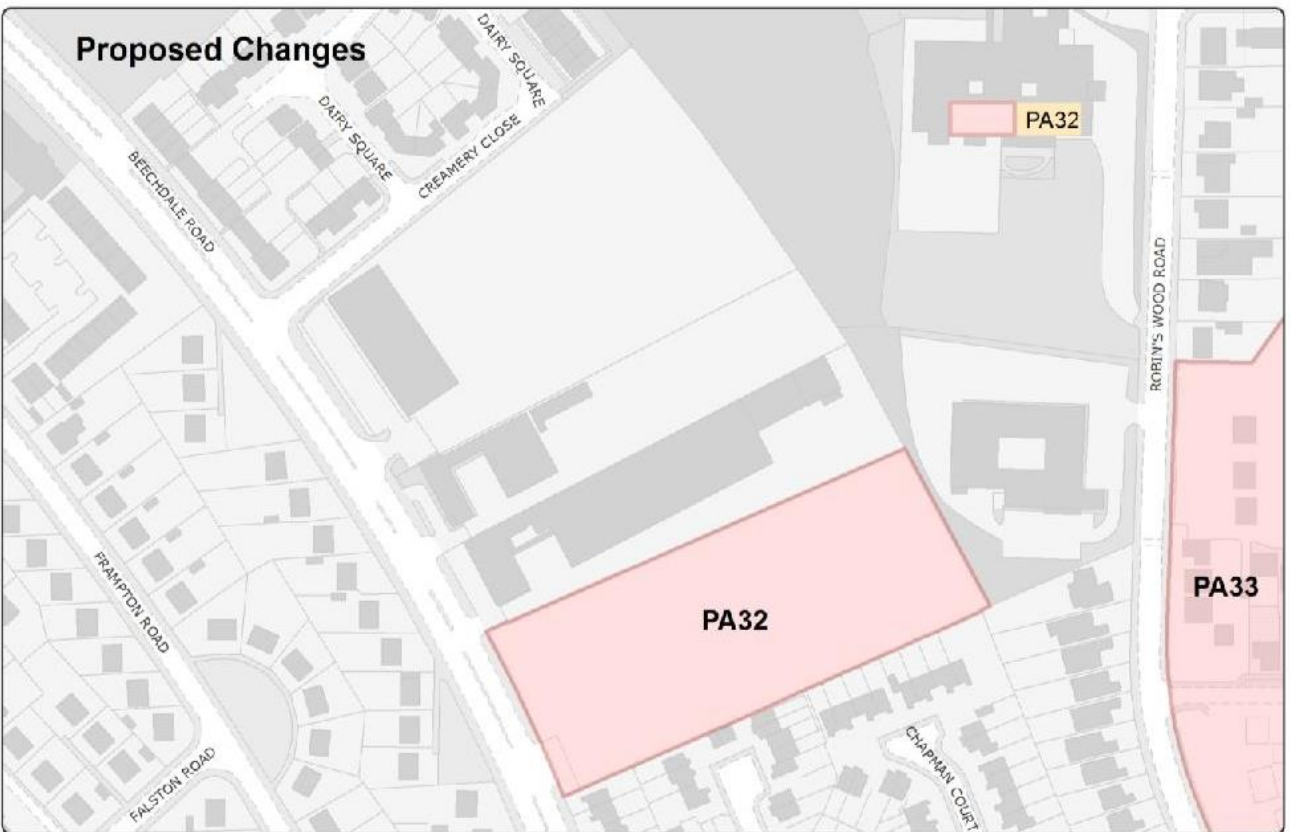 Proposed Changes
DAIRY SQUARE
DAIRY SQUARE
CREAMERY CLOSE
PA32
BEECHDALE ROAD
ROBIN'S WOOD ROAD
PA33
PA32
FRAMPTON ROAD
FALSTON ROAD
CHAPMAN COURT